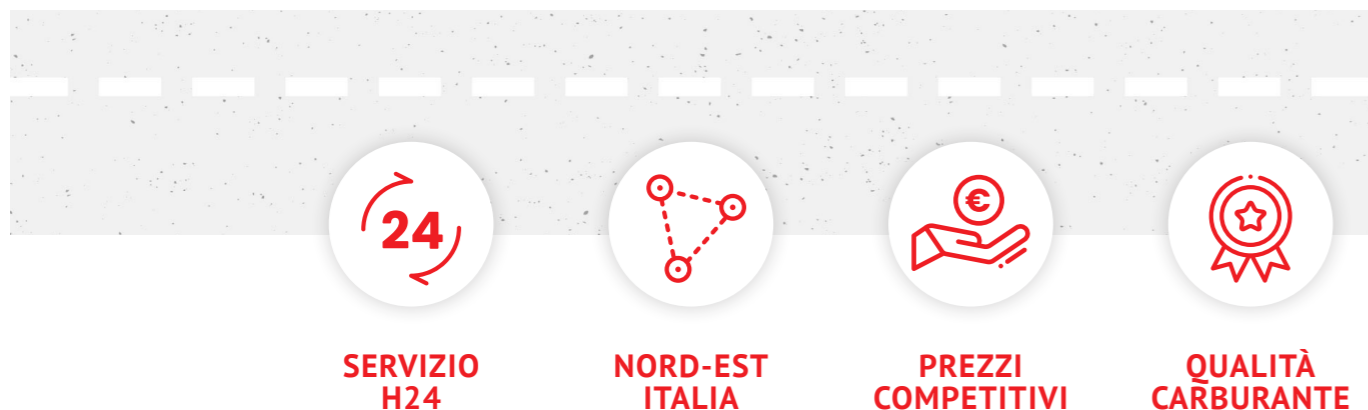 24
€
SERVIZIO
H24
NORD-EST
ITALIA
PREZZI
COMPETITIVI
QUALITÀ
CARBURANTE